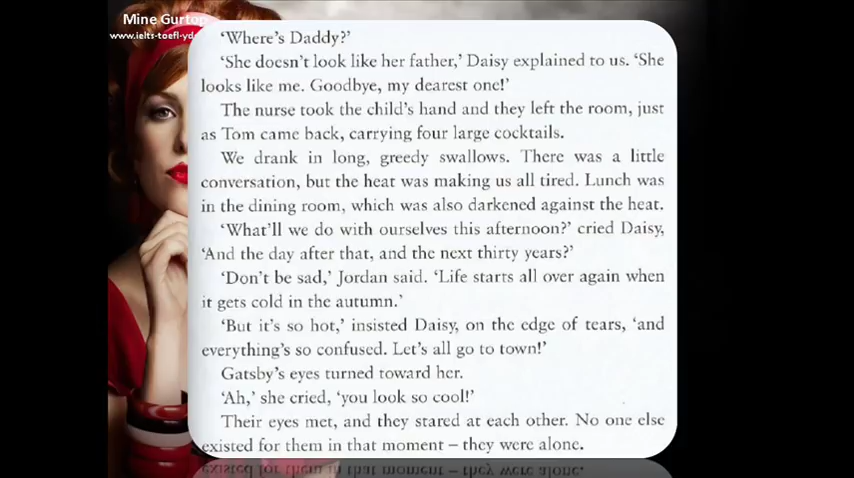 Mine Gurtop
www.ielts-toefl-yd
‘Where’s Daddy?’
‘She doesn’t look like her father,’ Daisy explained to us. ‘She
looks like me. Goodbye, my dearest one!’
The nurse took the child’s hand and they left the room, just
as Tom came back, carrying four large cocktails.
We drank in long, greedy swallows. There was a little
conversation, but the heat was making us all tired. Lunch was
in the dining room, which was also darkened against the heat.
‘What’ll we do with ourselves this afternoon?’ cried Daisy,
‘And the day after that, and the next thirty years?’
‘Don’t be sad,’ Jordan said. ‘Life starts all over again when
it gets cold in the autumn.’
‘But it’s so hot,’ insisted Daisy, on the edge of tears, ‘and
everything’s so confused. Let’s all go to town!’
Gatsby’s eyes turned toward her.
‘Ah,’ she cried, ‘you look so cool!’
Their eyes met, and they stared at each other. No one else
existed for them in that moment – they were alone.